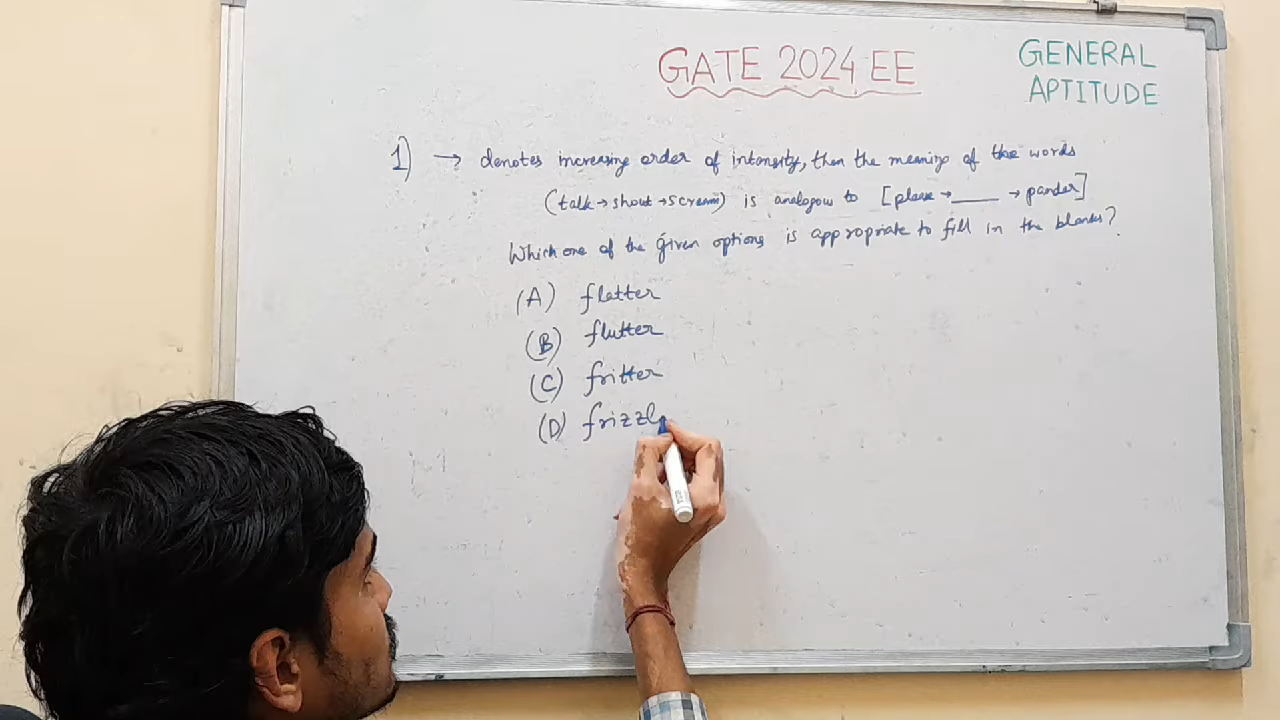 GATE 2024 EE
GENERAL
APTITUDE
1) → denotes increasing order of intensity, then the meaning of the words
(talk → shout → scream) is analogous to [please → ____ → pander]
Which one of the given options is appropriate to fill in the blanks?
(A) flatter
(B) flutter
(C) fritter
(D) frizzl